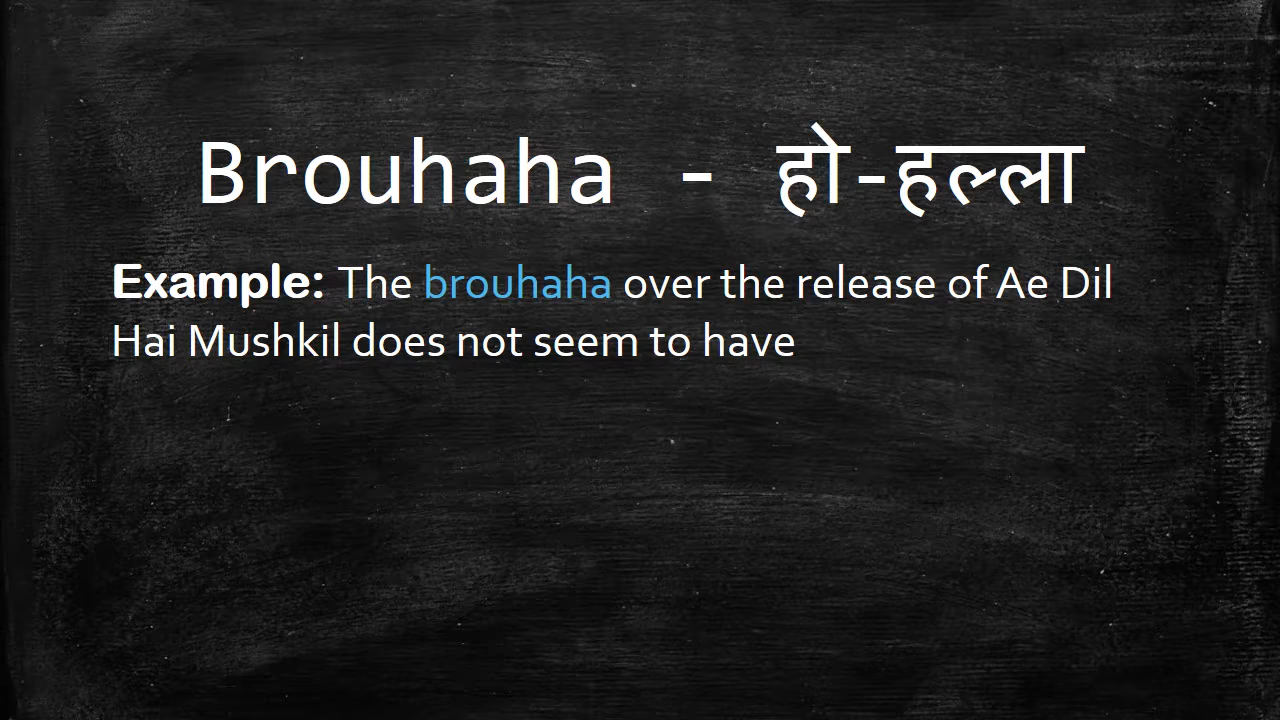 Brouhaha - हो-हल्ला
Example: The brouhaha over the release of Ae Dil
Hai Mushkil does not seem to have